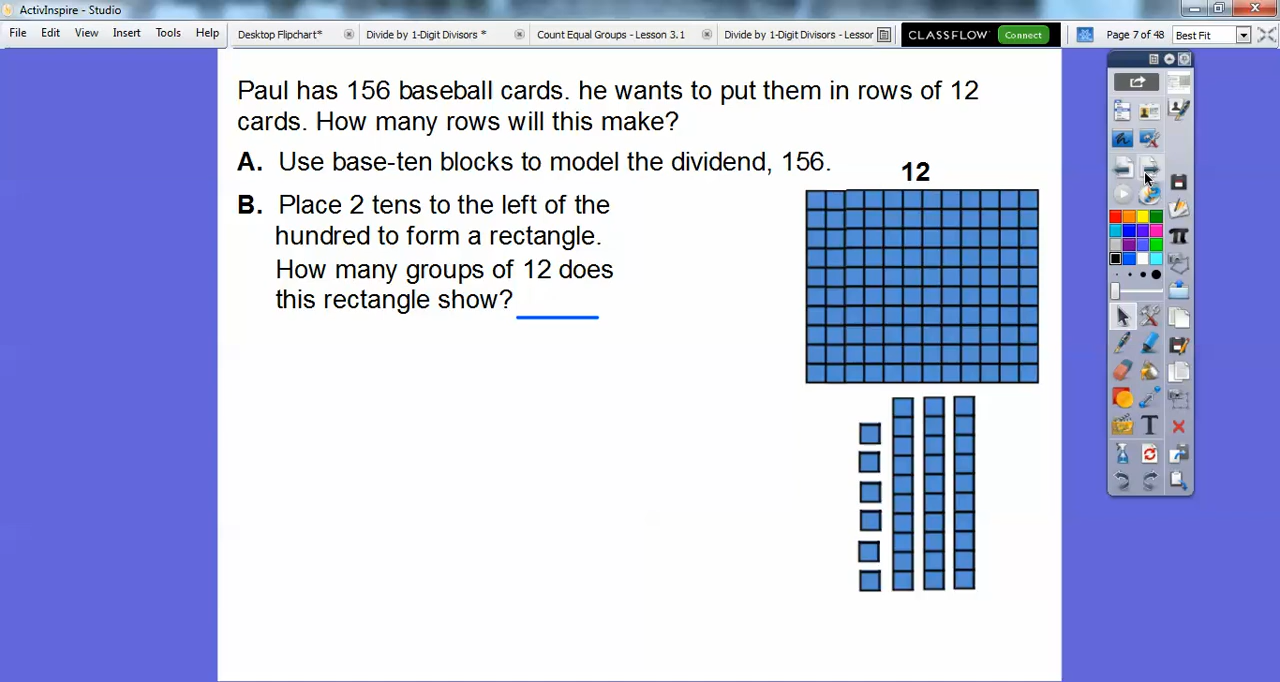 ActivInspire - Studio
File Edit View Insert Tools Help
Desktop Flipchart* Divide by 1-Digit Divisors * Count Equal Groups - Lesson 3.1 Divide by 1-Digit Divisors - Lessor CLASSFLOW Connect Page 7 of 48 Best Fit
Paul has 156 baseball cards. he wants to put them in rows of 12
cards. How many rows will this make?
A. Use base-ten blocks to model the dividend, 156.
12
B. Place 2 tens to the left of the
hundred to form a rectangle.
How many groups of 12 does
this rectangle show?